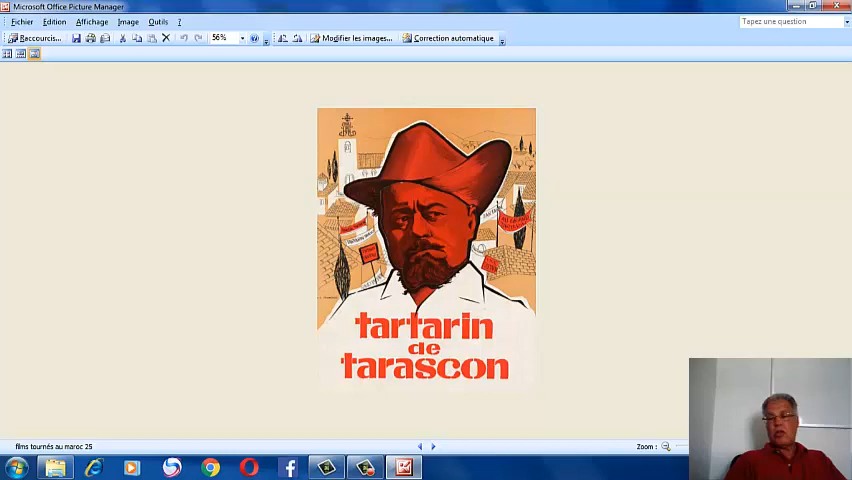 Microsoft Office Picture Manager
Fichier Edition Affichage Image Outils ?
Tapez une question
Raccourcis...
56%
Modifier les images...
Correction automatique
tartarin
de
tarascon
films tournés au maroc 25
Zoom :